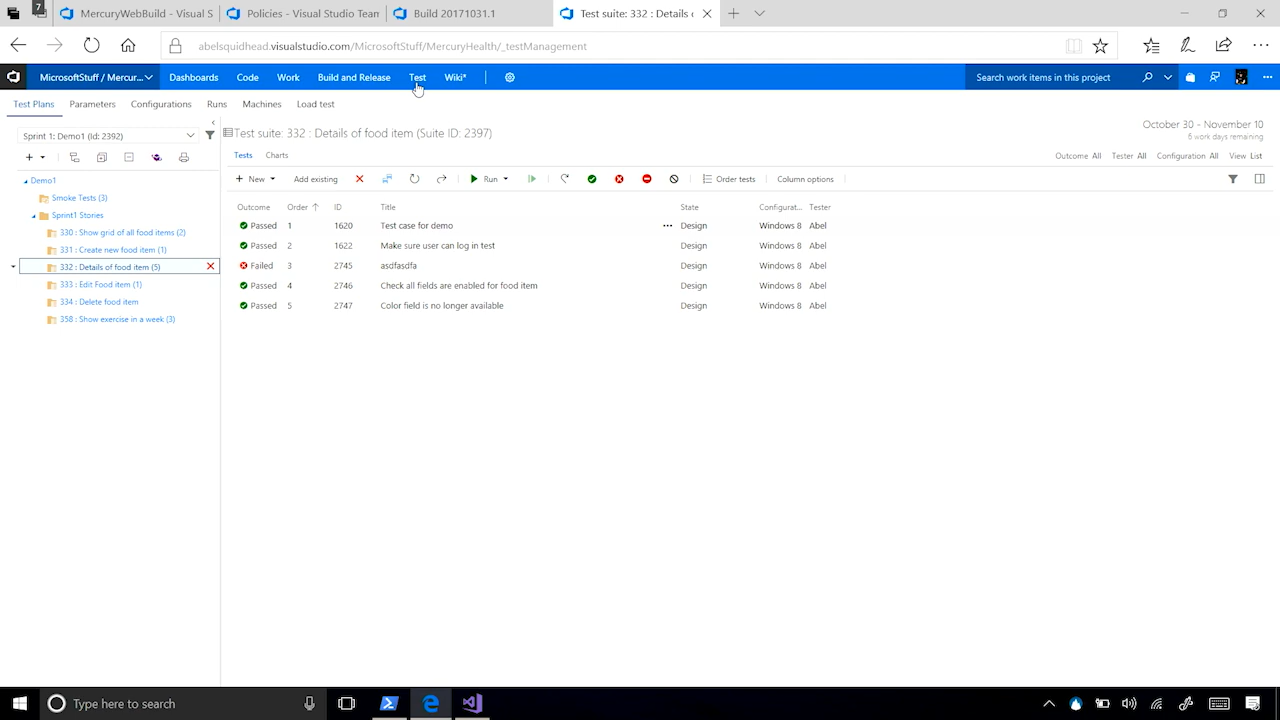 7
MercuryWebBuild - Visual S
Policies - Visual Studio Team
Build 20171031.1
Test suite: 332 : Details o
abelsquidhead.visualstudio.com/MicrosoftStuff/MercuryHealth/_testManagement
MicrosoftStuff / Mercur...
Dashboards
Code
Work
Build and Release
Test
Wiki*
Search work items in this project
Test Plans
Parameters
Configurations
Runs
Machines
Load test
Sprint 1: Demo1 (Id: 2392)
Test suite: 332 : Details of food item (Suite ID: 2397)
October 30 - November 10
6 work days remaining
Tests
Charts
Outcome All
Tester All
Configuration All
View List
New
Add existing
Run
Order tests
Column options
Demo1
Smoke Tests (3)
Sprint1 Stories
330 : Show grid of all food items (2)
331 : Create new food item (1)
332 : Details of food item (5)
333 : Edit Food item (1)
334 : Delete food item
358 : Show exercise in a week (3)
Outcome Order ID Title State Configurat... Tester
Passed 1 1620 Test case for demo ... Design Windows 8 Abel
Passed 2 1622 Make sure user can log in test Design Windows 8 Abel
Failed 3 2745 asdfasdfa Design Windows 8 Abel
Passed 4 2746 Check all fields are enabled for food item Design Windows 8 Abel
Passed 5 2747 Color field is no longer available Design Windows 8 Abel
Type here to search